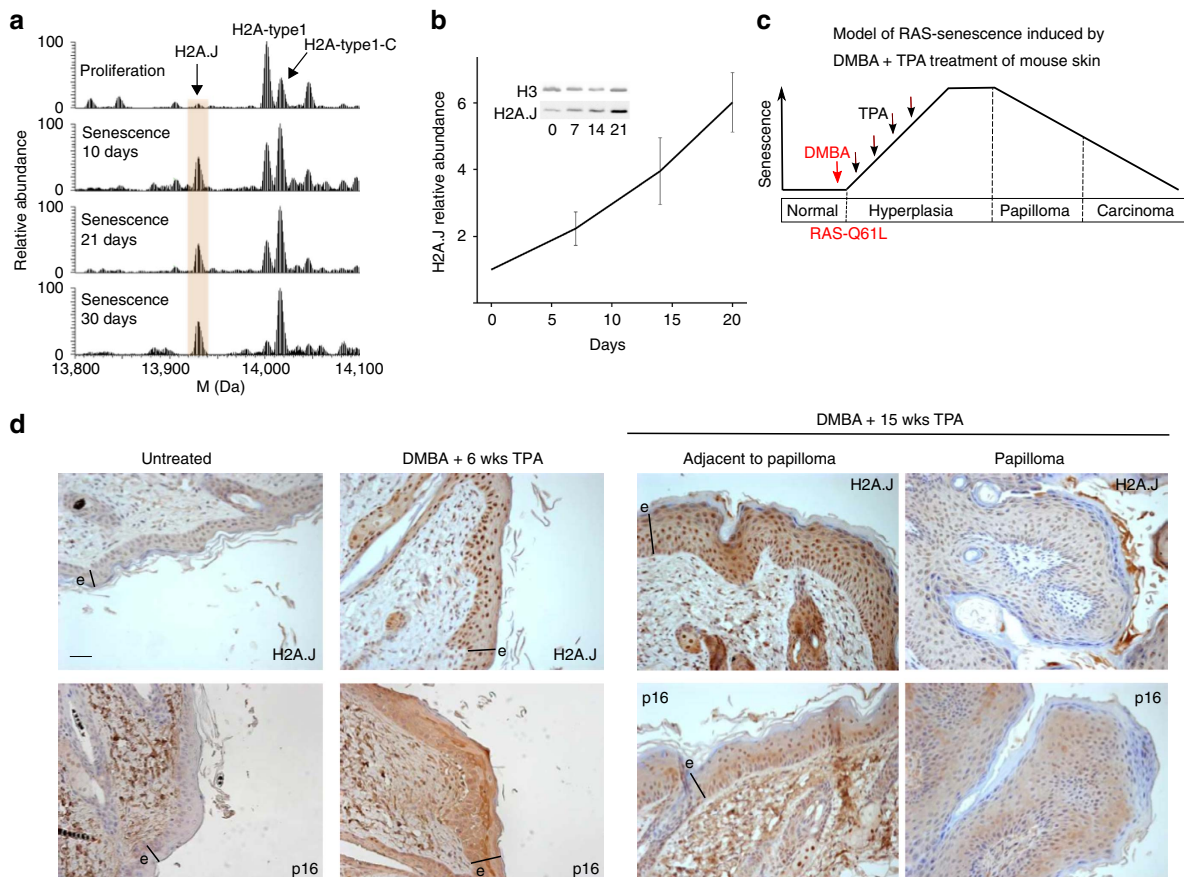 a
H2A-type1
H2A.J
H2A-type1-C
100
Proliferation
0
100
Senescence
10 days
0
100
Senescence
21 days
0
100
Senescence
30 days
0
Relative abundance
13,800 13,900 14,000 14,100
M (Da)
b
H3
H2A.J
0 7 14 21
6
4
2
H2A.J relative abundance
0 5 10 15 20
Days
c
Model of RAS-senescence induced by
DMBA + TPA treatment of mouse skin
Senescence
TPA
DMBA
Normal Hyperplasia Papilloma Carcinoma
RAS-Q61L
d
DMBA + 15 wks TPA
Untreated DMBA + 6 wks TPA Adjacent to papilloma Papilloma
e H2A.J
e H2A.J
e H2A.J
H2A.J
e p16
e p16
p16 e
p16